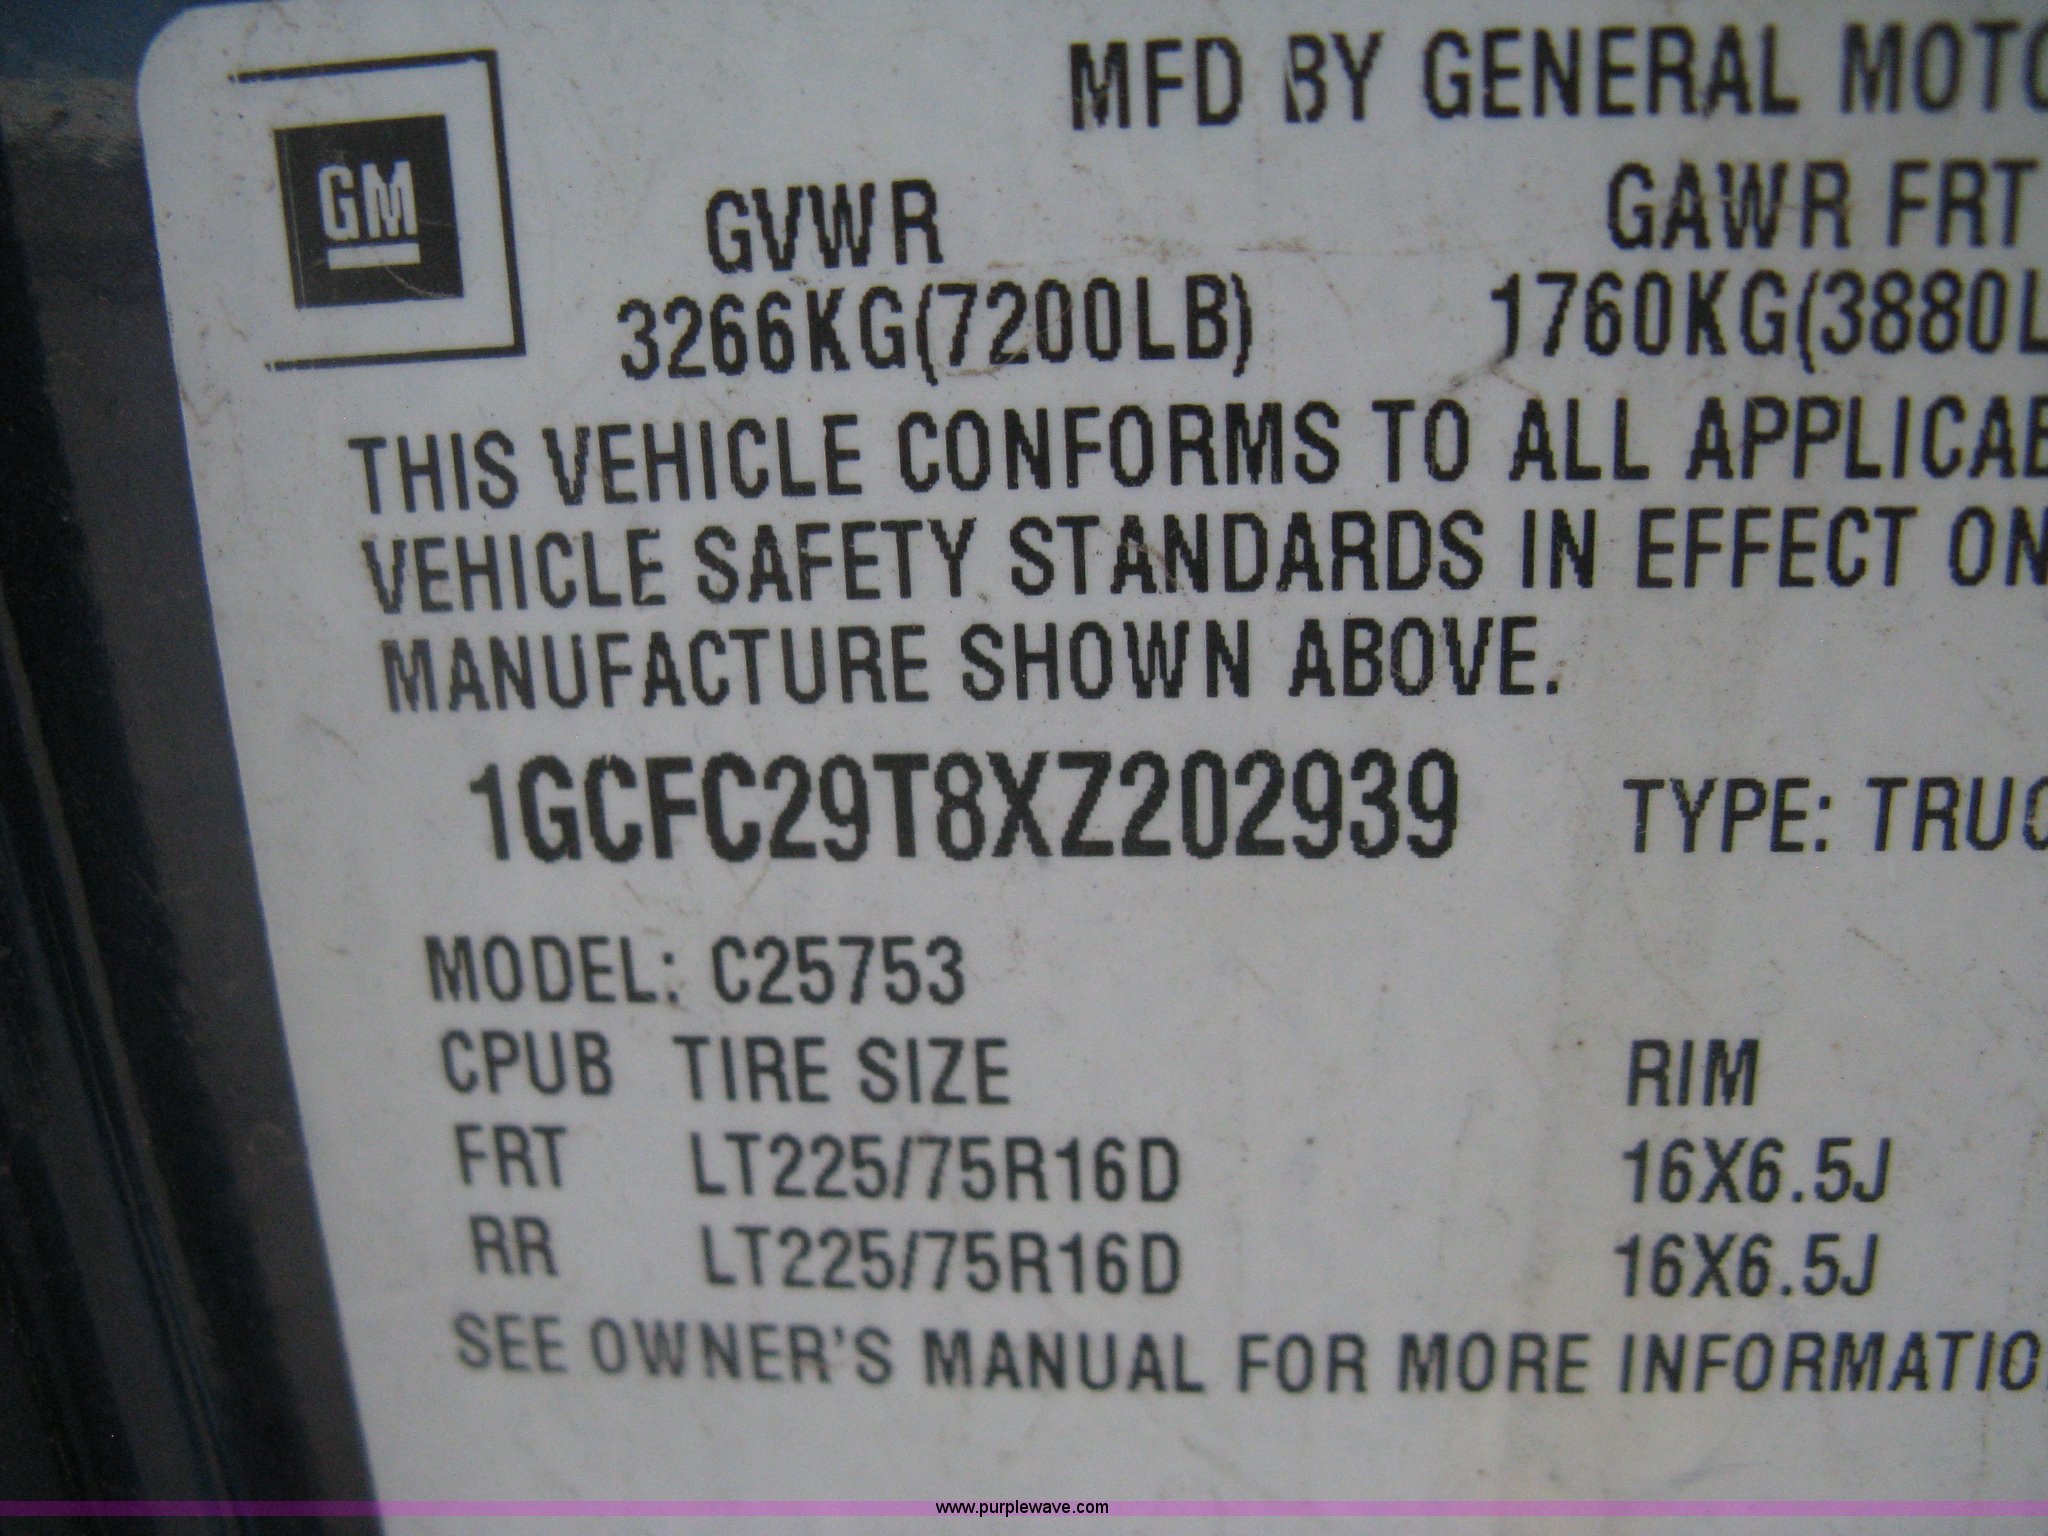 MFD BY GENERAL MOTO
GM
GVWR GAWR FRT
3266KG(7200LB) 1760KG(3880L
THIS VEHICLE CONFORMS TO ALL APPLICAB
VEHICLE SAFETY STANDARDS IN EFFECT ON
MANUFACTURE SHOWN ABOVE.
1GCFC29T8XZ202939 TYPE: TRUC
MODEL: C25753
CPUB TIRE SIZE RIM
FRT LT225/75R16D 16X6.5J
RR LT225/75R16D 16X6.5J
SEE OWNER'S MANUAL FOR MORE INFORMATIO
www.purplewave.com